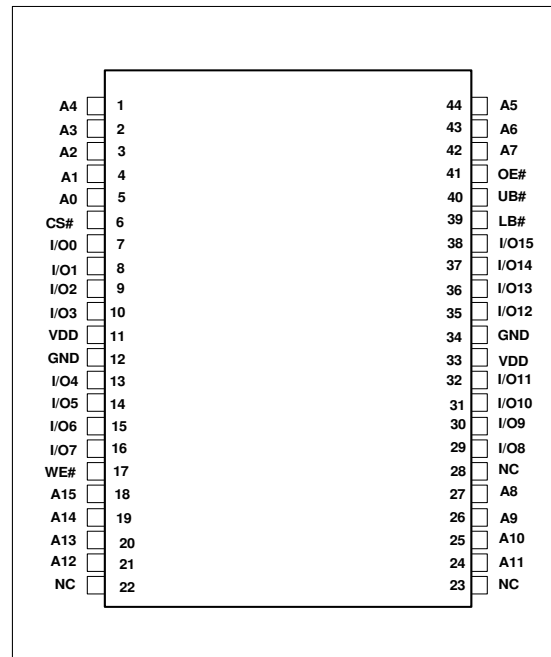 A4 1 44 A5
A3 2 43 A6
A2 3 42 A7
A1 4 41 OE#
A0 5 40 UB#
CS# 6 39 LB#
I/O0 7 38 I/O15
I/O1 8 37 I/O14
I/O2 9 36 I/O13
I/O3 10 35 I/O12
VDD 11 34 GND
GND 12 33 VDD
I/O4 13 32 I/O11
I/O5 14 31 I/O10
I/O6 15 30 I/O9
I/O7 16 29 I/O8
WE# 17 28 NC
A15 18 27 A8
A14 19 26 A9
A13 20 25 A10
A12 21 24 A11
NC 22 23 NC